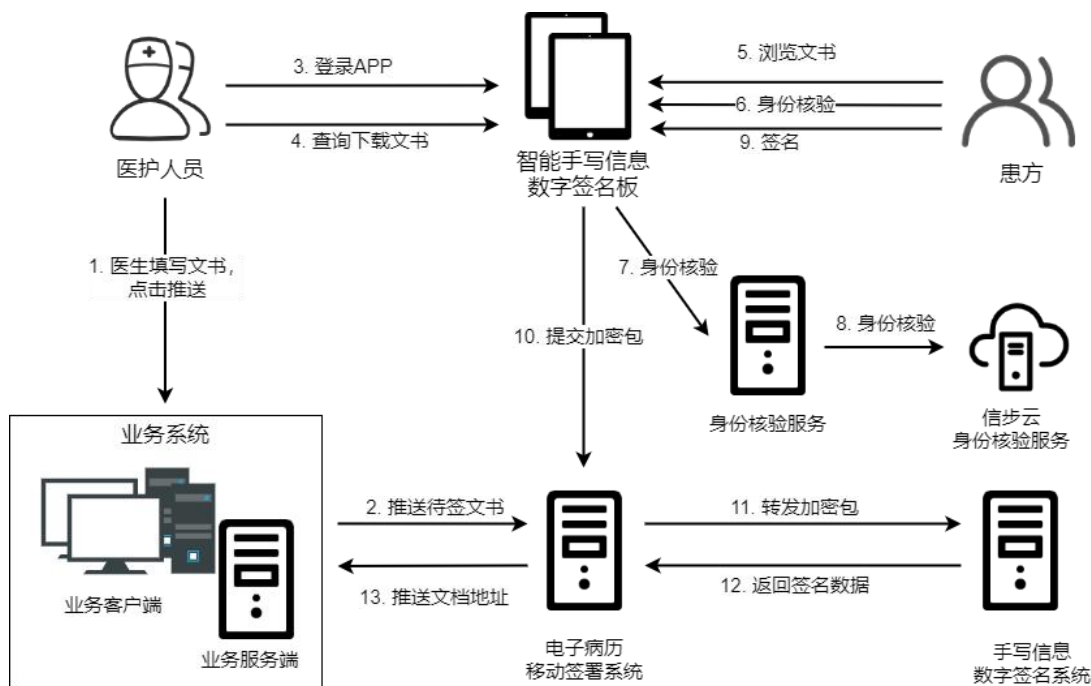 3. 登录APP
4. 查询下载文书
5. 浏览文书
6. 身份核验
9. 签名
医护人员
智能手写信息
数字签名板
患方
1. 医生填写文书，
点击推送
7. 身份核验
10. 提交加密包
8. 身份核验
身份核验服务
信步云
身份核验服务
业务系统
2. 推送待签文书
11. 转发加密包
13. 推送文档地址
12. 返回签名数据
业务客户端
业务服务端
电子病历
移动签署系统
手写信息
数字签名系统